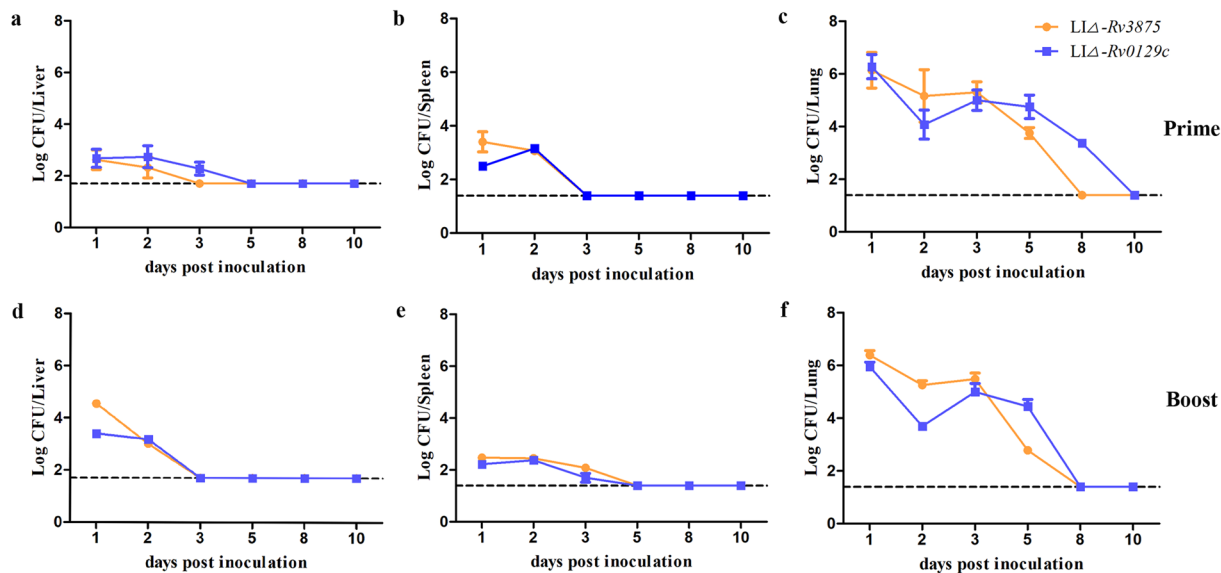 a
8
6
4
2
0
Log CFU/Liver
1 2 3 5 8 10
days post inoculation
b
8
6
4
2
0
Log CFU/Spleen
1 2 3 5 8 10
days post inoculation
c
8
6
4
2
0
Log CFU/Lung
1 2 3 5 8 10
days post inoculation
LIΔ-Rv3875
LIΔ-Rv0129c
Prime
d
8
6
4
2
0
Log CFU/Liver
1 2 3 5 8 10
days post inoculation
e
8
6
4
2
0
Log CFU/Spleen
1 2 3 5 8 10
days post inoculation
f
8
6
4
2
0
Log CFU/Lung
1 2 3 5 8 10
days post inoculation
Boost